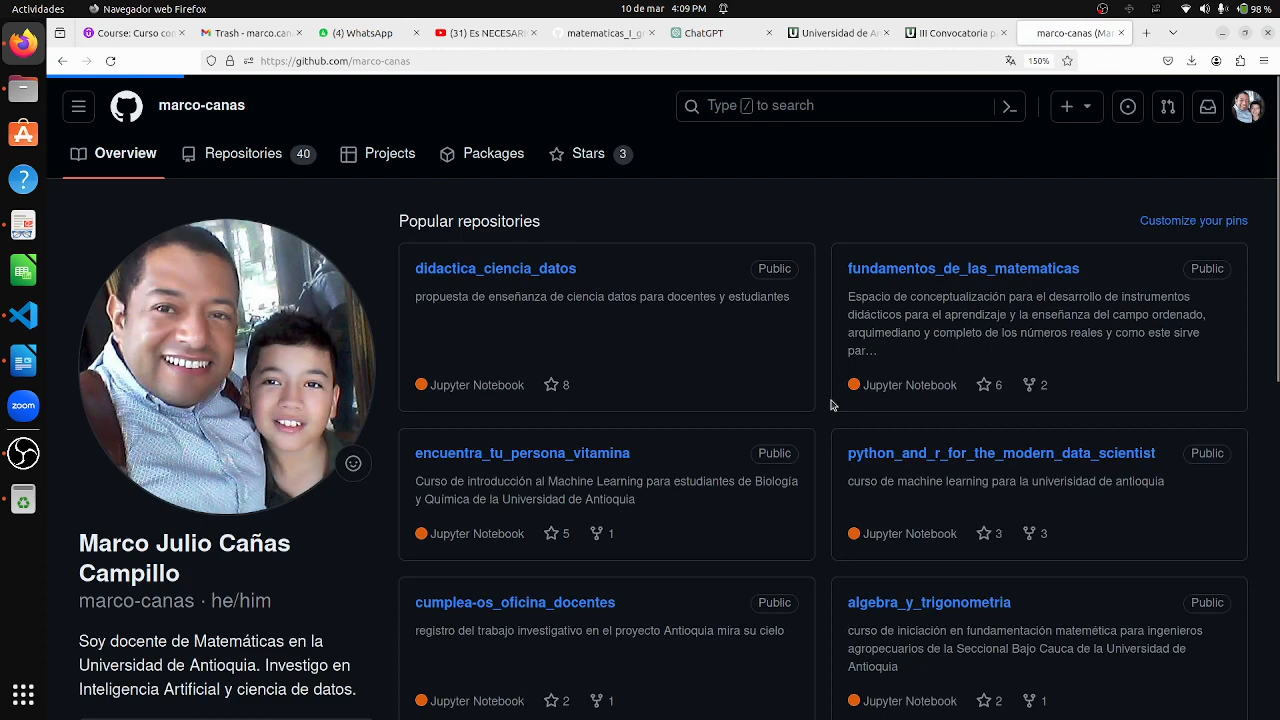 Actividades
Navegador web Firefox
10 de mar 4:09 PM
98 %
Course: Curso con
Trash - marco.can
(4) WhatsApp
(31) Es NECESARI
matematicas_I_g
ChatGPT
Universidad de A
III Convocatoria p
marco-canas (Mar
https://github.com/marco-canas
150%
marco-canas
Type / to search
Overview
Repositories 40
Projects
Packages
Stars 3
Popular repositories
Customize your pins
didactica_ciencia_datos
Public
propuesta de enseñanza de ciencia datos para docentes y estudiantes
Jupyter Notebook 8
fundamentos_de_las_matematicas
Public
Espacio de conceptualización para el desarrollo de instrumentos
didácticos para el aprendizaje y la enseñanza del campo ordenado,
arquimediano y completo de los números reales y como este sirve
par…
Jupyter Notebook 6 2
encuentra_tu_persona_vitamina
Public
Curso de introducción al Machine Learning para estudiantes de Biología
y Química de la Universidad de Antioquia
Jupyter Notebook 5 1
python_and_r_for_the_modern_data_scientist
Public
curso de machine learning para la univerisidad de antioquia
Jupyter Notebook 3 3
cumplea-os_oficina_docentes
Public
registro del trabajo investigativo en el proyecto Antioquia mira su cielo
Jupyter Notebook 2 1
algebra_y_trigonometria
Public
curso de iniciación en fundamentación matemética para ingenieros
agropecuarios de la Seccional Bajo Cauca de la Universidad de
Antioquia
Jupyter Notebook 2 1
Marco Julio Cañas
Campillo
marco-canas · he/him
Soy docente de Matemáticas en la
Universidad de Antioquia. Investigo en
Inteligencia Artificial y ciencia de datos.
zoom